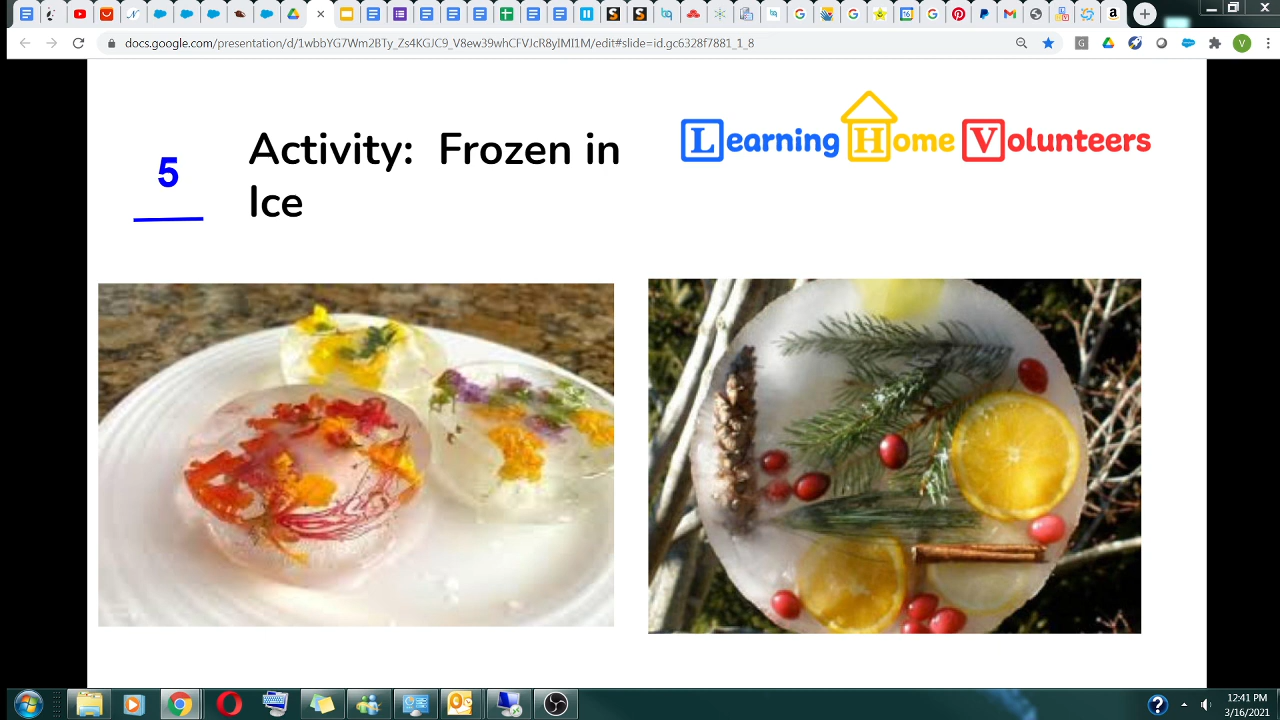 docs.google.com/presentation/d/1wbbYG7Wm2BTy_Zs4KGJC9_V8ew39whzFVJR8yIMI1M/edit#slide=id.gc6328f7881_1_8
V
Learning Home Volunteers
5
Activity: Frozen in
Ice
12:41 PM
3/16/2021